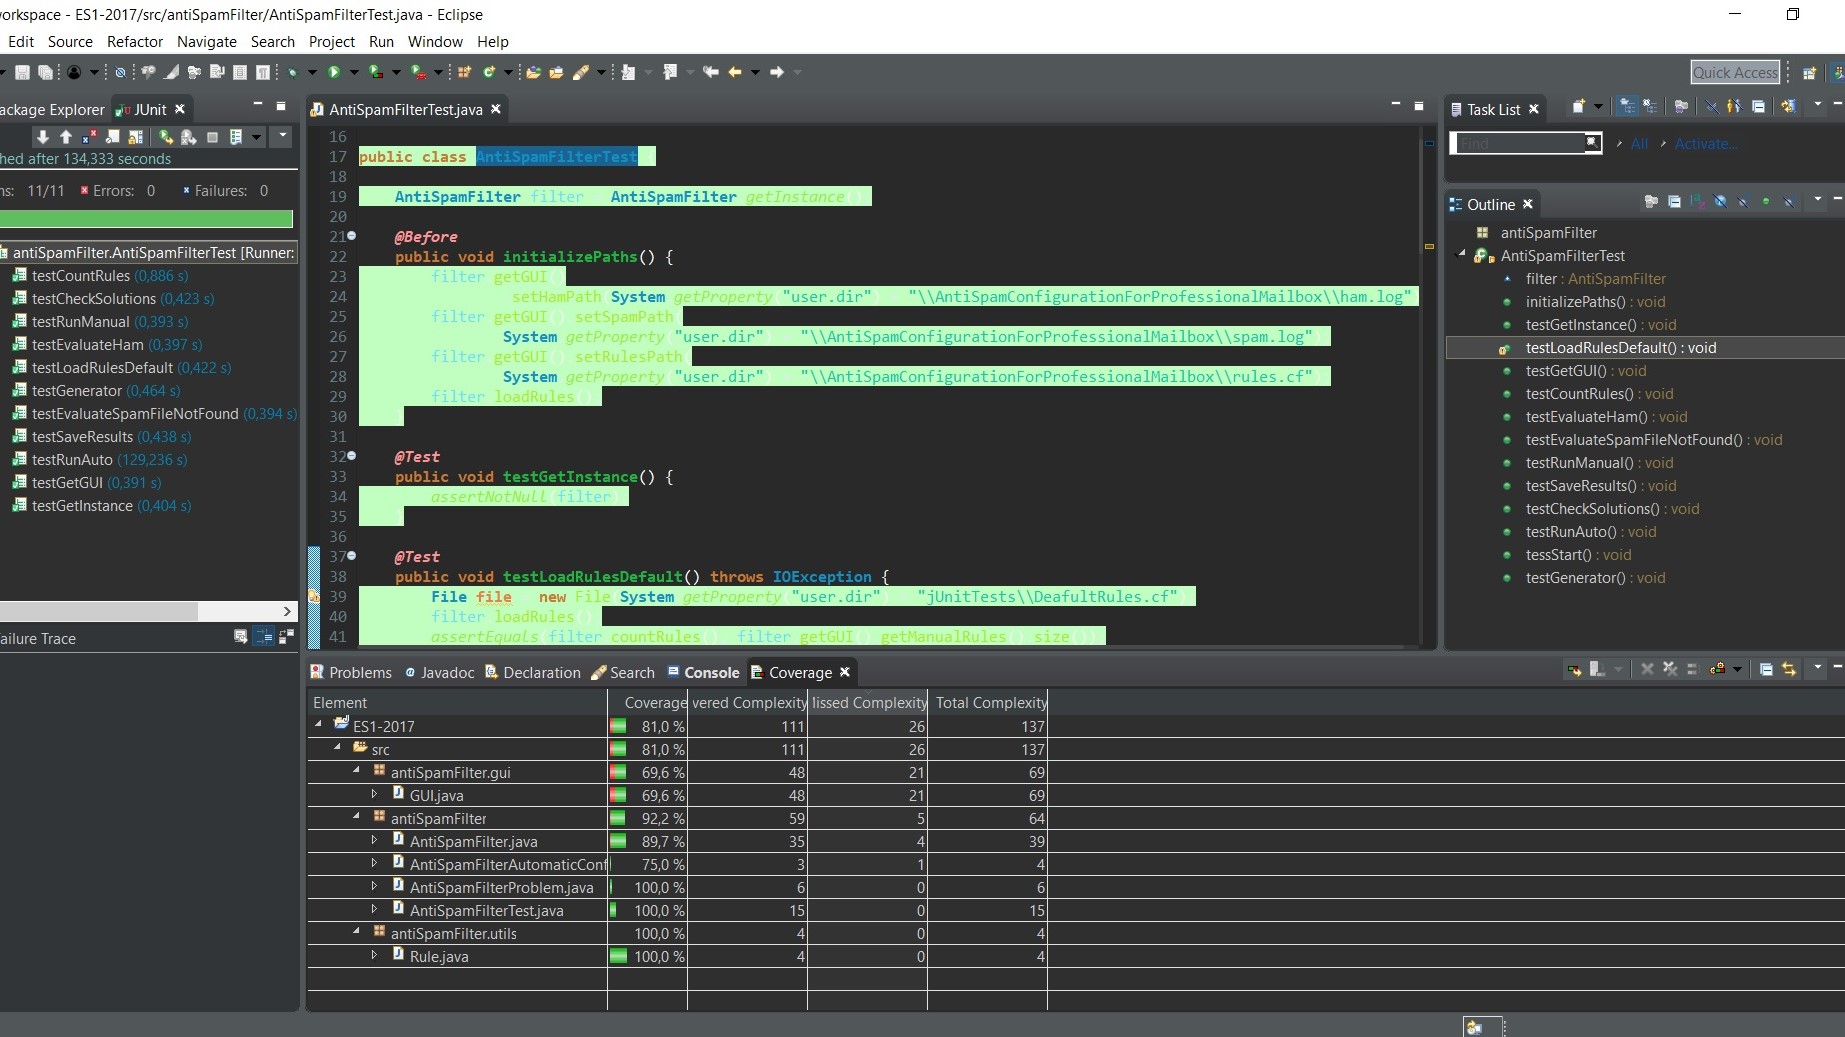 orkspace - ES1-2017/src/antiSpamFilter/AntiSpamFilterTest.java - Eclipse
Edit Source Refactor Navigate Search Project Run Window Help
Quick Access
ackage Explorer JUnit
hed after 134,333 seconds
ns: 11/11 Errors: 0 Failures: 0
antiSpamFilter.AntiSpamFilterTest [Runner:
testCountRules (0,886 s)
testCheckSolutions (0,423 s)
testRunManual (0,393 s)
testEvaluateHam (0,397 s)
testLoadRulesDefault (0,422 s)
testGenerator (0,464 s)
testEvaluateSpamFileNotFound (0,394 s)
testSaveResults (0,438 s)
testRunAuto (129,236 s)
testGetGUI (0,391 s)
testGetInstance (0,404 s)
ailure Trace
AntiSpamFilterTest.java
16
17 public class AntiSpamFilterTest {
18
19 AntiSpamFilter filter AntiSpamFilter getInstance()
20
21 @Before
22 public void initializePaths() {
23 filter getGUI()
24 setHamPath(System getProperty("user.dir") "\\AntiSpamConfigurationForProfessionalMailbox\\ham.log"
25 filter getGUI() setSpamPath(
26 System getProperty("user.dir") "\\AntiSpamConfigurationForProfessionalMailbox\\spam.log")
27 filter getGUI() setRulesPath(
28 System getProperty("user.dir") "\\AntiSpamConfigurationForProfessionalMailbox\\rules.cf")
29 filter loadRules()
30 }
31
32 @Test
33 public void testGetInstance() {
34 assertNotNull(filter)
35 }
36
37 @Test
38 public void testLoadRulesDefault() throws IOException {
39 File file new File(System getProperty("user.dir") "jUnitTests\\DeafultRules.cf")
40 filter loadRules()
41 assertEquals(filter countRules() filter getGUI() getManualRules() size())
Task List
Find All Activate...
Outline
antiSpamFilter
AntiSpamFilterTest
filter : AntiSpamFilter
initializePaths() : void
testGetInstance() : void
testLoadRulesDefault() : void
testGetGUI() : void
testCountRules() : void
testEvaluateHam() : void
testEvaluateSpamFileNotFound() : void
testRunManual() : void
testSaveResults() : void
testCheckSolutions() : void
testRunAuto() : void
tessStart() : void
testGenerator() : void
Problems Javadoc Declaration Search Console Coverage
Element Coverage vered Complexity lissed Complexity Total Complexity
ES1-2017 81,0 % 111 26 137
src 81,0 % 111 26 137
antiSpamFilter.gui 69,6 % 48 21 69
GUI.java 69,6 % 48 21 69
antiSpamFilter 92,2 % 59 5 64
AntiSpamFilter.java 89,7 % 35 4 39
AntiSpamFilterAutomaticConf 75,0 % 3 1 4
AntiSpamFilterProblem.java 100,0 % 6 0 6
AntiSpamFilterTest.java 100,0 % 15 0 15
antiSpamFilter.utils 100,0 % 4 0 4
Rule.java 100,0 % 4 0 4